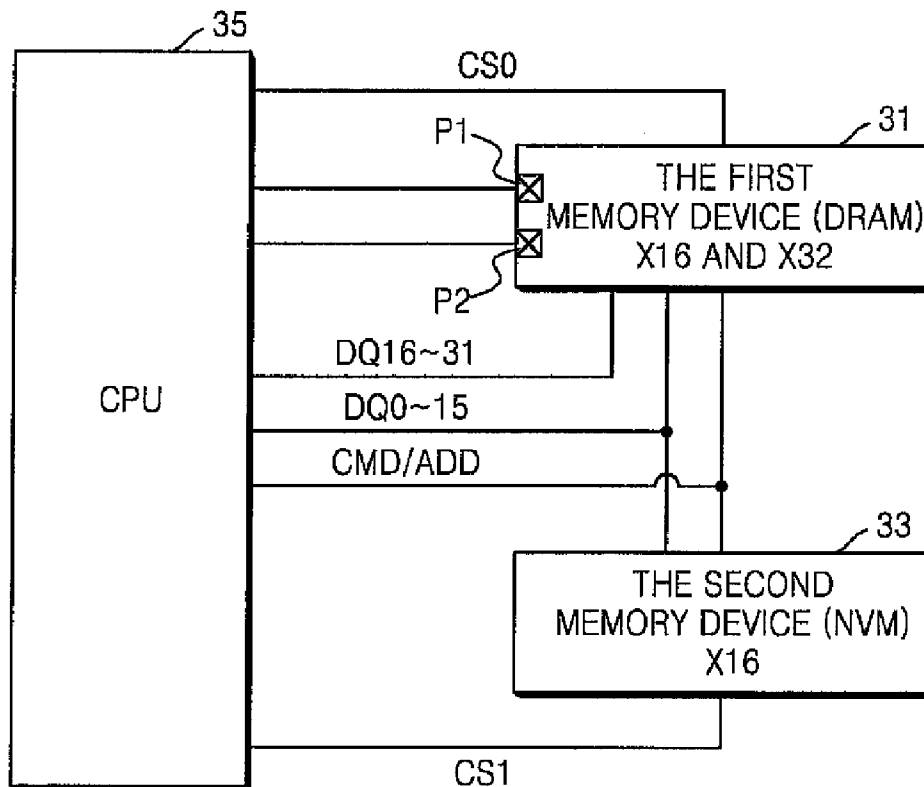 35
CS0
31
P1
THE FIRST
MEMORY DEVICE (DRAM)
X16 AND X32
P2
DQ16~31
CPU
DQ0~15
CMD/ADD
33
THE SECOND
MEMORY DEVICE (NVM)
X16
CS1